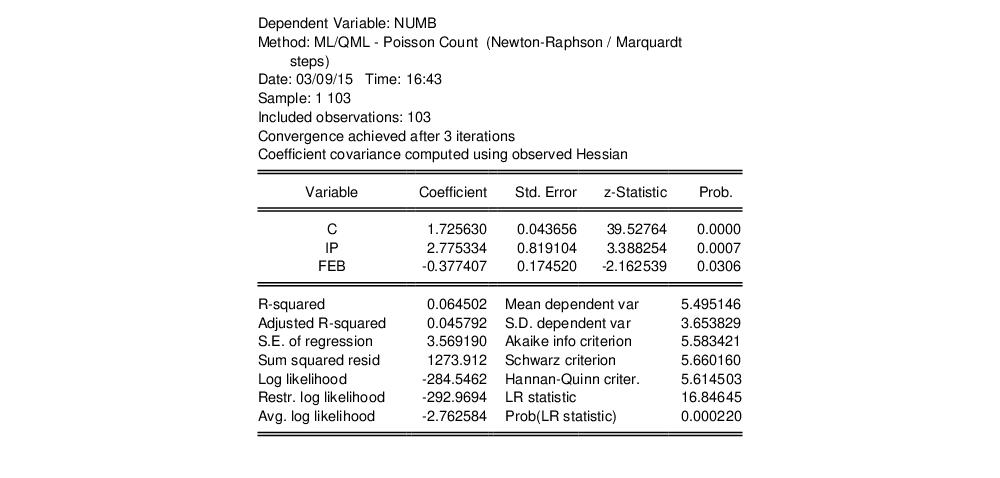 Dependent Variable: NUMB
Method: ML/QML - Poisson Count (Newton-Raphson / Marquardt
steps)
Date: 03/09/15 Time: 16:43
Sample: 1 103
Included observations: 103
Convergence achieved after 3 iterations
Coefficient covariance computed using observed Hessian
Variable Coefficient Std. Error z-Statistic Prob.
C 1.725630 0.043656 39.52764 0.0000
IP 2.775334 0.819104 3.388254 0.0007
FEB -0.377407 0.174520 -2.162539 0.0306
R-squared 0.064502 Mean dependent var 5.495146
Adjusted R-squared 0.045792 S.D. dependent var 3.653829
S.E. of regression 3.569190 Akaike info criterion 5.583421
Sum squared resid 1273.912 Schwarz criterion 5.660160
Log likelihood -284.5462 Hannan-Quinn criter. 5.614503
Restr. log likelihood -292.9694 LR statistic 16.84645
Avg. log likelihood -2.762584 Prob(LR statistic) 0.000220